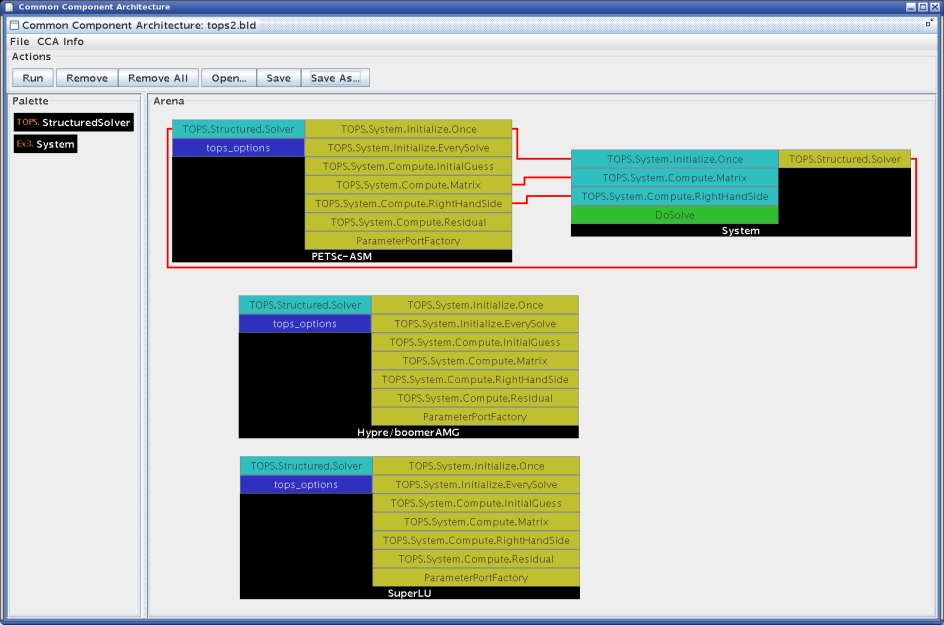 Common Component Architecture
Common Component Architecture: tops2.bld
File CCA Info
Actions
Run Remove Remove All Open... Save Save As...
Palette
TOPS. StructuredSolver
Ex3. System
Arena
TOPS.Structured.Solver TOPS.System.Initialize.Once
tops_options TOPS.System.Initialize.EverySolve
TOPS.System.Compute.InitialGuess
TOPS.System.Compute.Matrix
TOPS.System.Compute.RightHandSide
TOPS.System.Compute.Residual
ParameterPortFactory
PETSc-ASM
TOPS.System.Initialize.Once TOPS.Structured.Solver
TOPS.System.Compute.Matrix
TOPS.System.Compute.RightHandSide
DoSolve
System
TOPS.Structured.Solver TOPS.System.Initialize.Once
tops_options TOPS.System.Initialize.EverySolve
TOPS.System.Compute.InitialGuess
TOPS.System.Compute.Matrix
TOPS.System.Compute.RightHandSide
TOPS.System.Compute.Residual
ParameterPortFactory
Hypre/boomerAMG
TOPS.Structured.Solver TOPS.System.Initialize.Once
tops_options TOPS.System.Initialize.EverySolve
TOPS.System.Compute.InitialGuess
TOPS.System.Compute.Matrix
TOPS.System.Compute.RightHandSide
TOPS.System.Compute.Residual
ParameterPortFactory
SuperLU